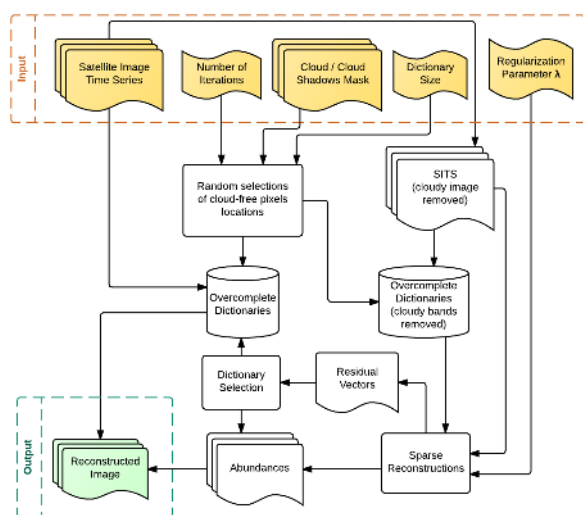 Input
Satellite Image
Time Series
Number of
Iterations
Cloud / Cloud
Shadows Mask
Dictionary
Size
Regularization
Parameter λ
Random selections
of cloud-free pixels
locations
SITS
(cloudy image
removed)
Overcomplete
Dictionaries
Overcomplete
Dictionaries
(cloudy bands
removed)
Dictionary
Selection
Residual
Vectors
Output
Reconstructed
Image
Abundances
Sparse
Reconstructions